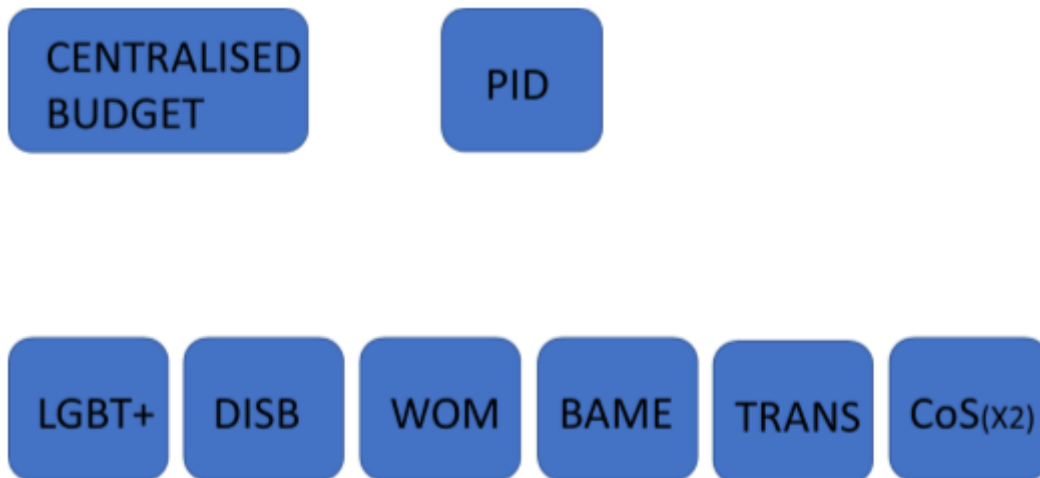 CENTRALISED
BUDGET
PID
LGBT+
DISB
WOM
BAME
TRANS
CoS(X2)